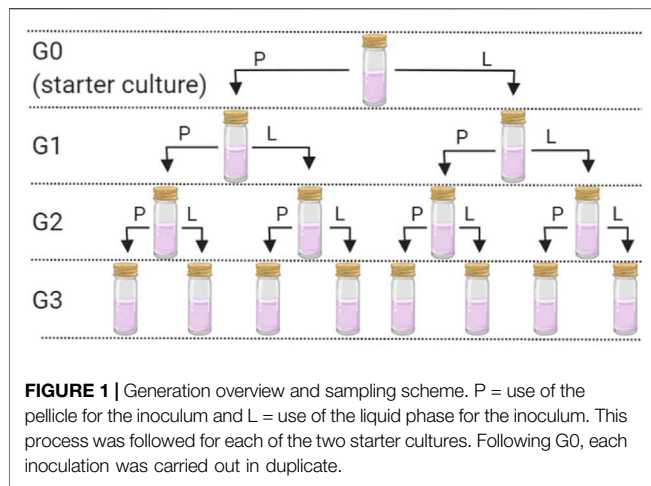 G0
(starter culture)
P L
G1
P L P L
G2
P L P L P L P L
G3
FIGURE 1 | Generation overview and sampling scheme. P = use of the
pellicle for the inoculum and L = use of the liquid phase for the inoculum. This
process was followed for each of the two starter cultures. Following G0, each
inoculation was carried out in duplicate.